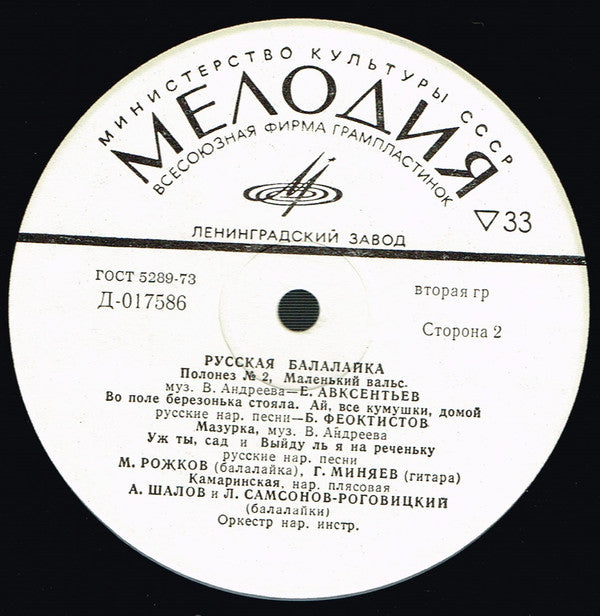 МИНИСТЕРСТВО КУЛЬТУРЫ СССР
МЕЛОДИЯ
ВСЕСОЮЗНАЯ ФИРМА ГРАМПЛАСТИНОК
▽33
ЛЕНИНГРАДСКИЙ ЗАВОД
ГОСТ 5289-73
вторая гр
Д-017586
Сторона 2
РУССКАЯ БАЛАЛАЙКА
Полонез № 2, Маленький вальс.
муз. В. Андреева—Е. АВКСЕНТЬЕВ
Во поле березонька стояла. Ай, все кумушки, домой
русские нар. песни—Б. ФЕОКТИСТОВ
Мазурка, муз. В. Андреева
Уж ты, сад и Выйду ль я на реченьку
русские нар. песни
М. РОЖКОВ (балалайка), Г. МИНЯЕВ (гитара)
Камаринская, нар. плясовая
А. ШАЛОВ и Л. САМСОНОВ-РОГОВИЦКИЙ
(балалайки)
Оркестр нар. инстр.